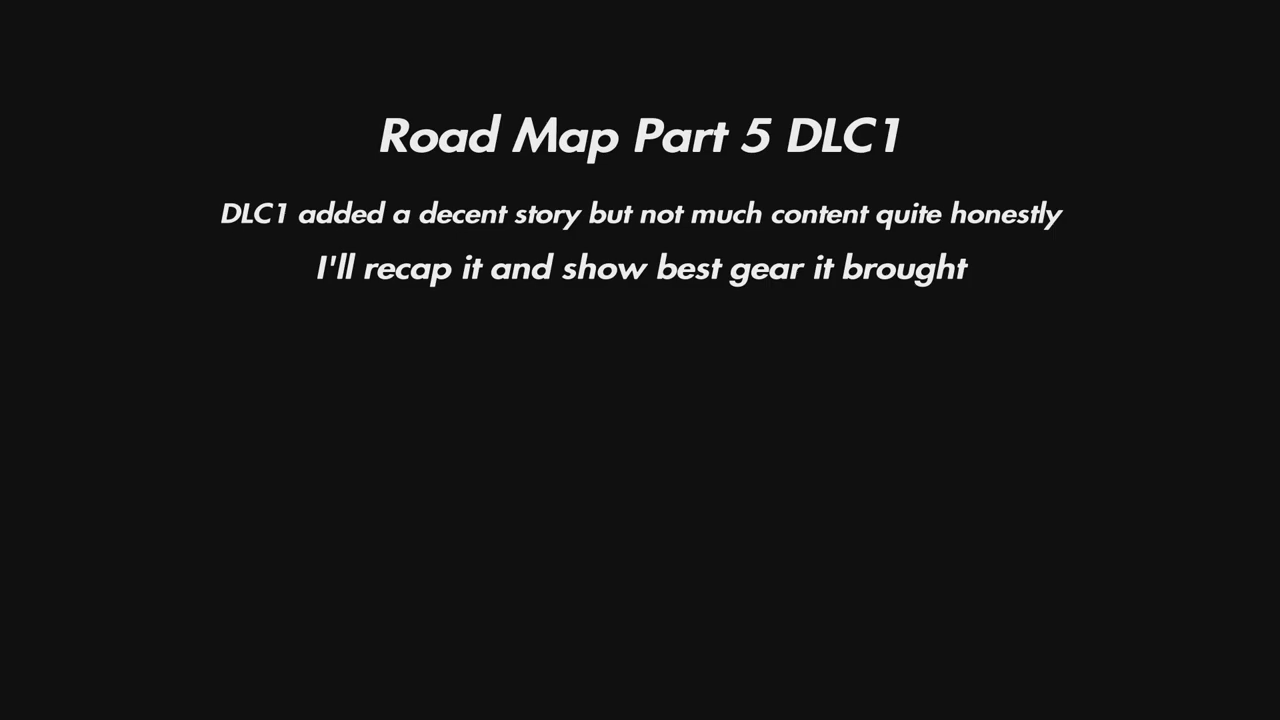 Road Map Part 5 DLC1
DLC1 added a decent story but not much content quite honestly
I'll recap it and show best gear it brought